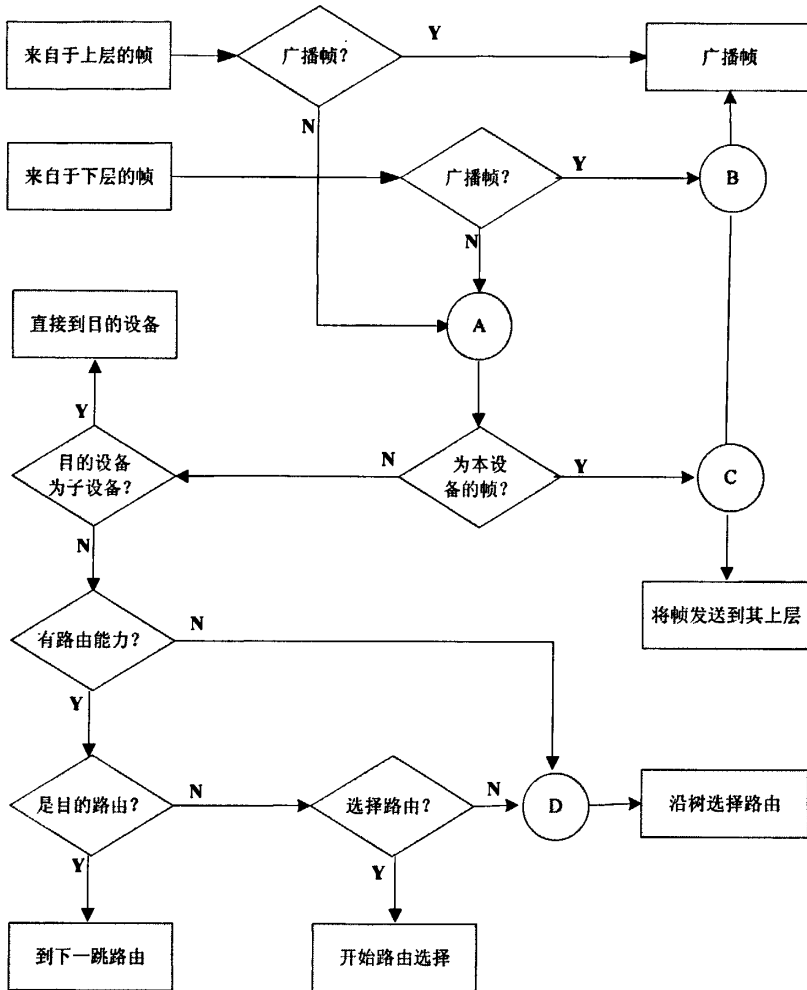 来自于上层的帧
广播帧？
Y
广播帧
N
来自于下层的帧
广播帧？
Y
B
N
直接到目的设备
A
Y
目的设备
为子设备？
N
为本设
备的帧？
Y
C
N
有路由能力？
N
将帧发送到其上层
Y
是目的路由？
N
选择路由？
N
D
沿树选择路由
Y
Y
到下一跳路由
开始路由选择